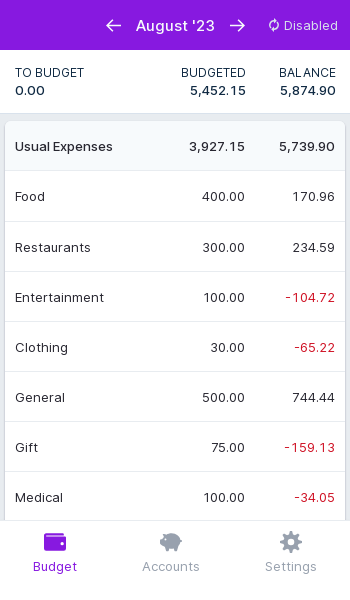 August '23 Disabled
TO BUDGET BUDGETED BALANCE
0.00 5,452.15 5,874.90
Usual Expenses 3,927.15 5,739.90
Food 400.00 170.96
Restaurants 300.00 234.59
Entertainment 100.00 -104.72
Clothing 30.00 -65.22
General 500.00 744.44
Gift 75.00 -159.13
Medical 100.00 -34.05
Budget Accounts Settings